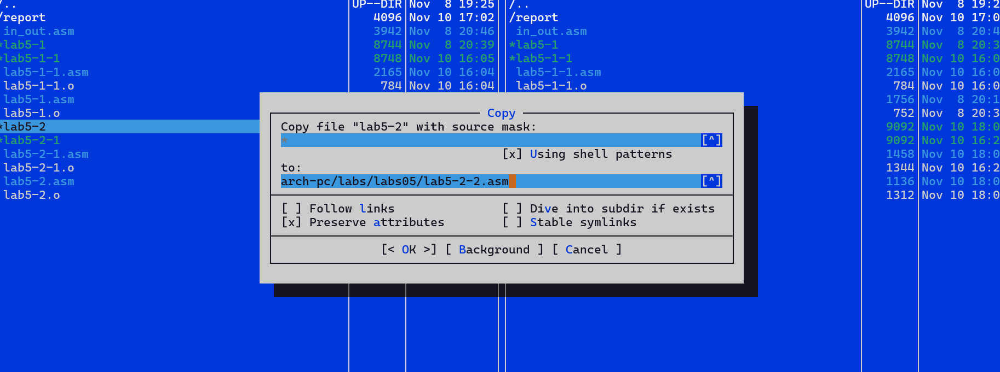 /.. UP--DIR Nov  8 19:25 /.. UP--DIR Nov  8 19:2
/report 4096 Nov 10 17:02 /report 4096 Nov 10 17:0
in_out.asm 3942 Nov  8 20:46 in_out.asm 3942 Nov  8 20:4
*lab5-1 8744 Nov  8 20:39 *lab5-1 8744 Nov  8 20:3
*lab5-1-1 8748 Nov 10 16:05 *lab5-1-1 8748 Nov 10 16:0
lab5-1-1.asm 2165 Nov 10 16:04 lab5-1-1.asm 2165 Nov 10 16:0
lab5-1-1.o 784 Nov 10 16:04 lab5-1-1.o 784 Nov 10 16:0
lab5-1.asm 1756 Nov  8 20:1
lab5-1.o Copy 752 Nov  8 20:3
*lab5-2 Copy file "lab5-2" with source mask: 9092 Nov 10 18:0
*lab5-2-1 * [^] 9092 Nov 10 16:2
lab5-2-1.asm [x] Using shell patterns 1458 Nov 10 18:0
lab5-2-1.o to: 1344 Nov 10 16:2
lab5-2.asm arch-pc/labs/labs05/lab5-2-2.asm [^] 1136 Nov 10 18:0
lab5-2.o 1312 Nov 10 18:0
[ ] Follow links [ ] Dive into subdir if exists
[x] Preserve attributes [ ] Stable symlinks
[< OK >] [ Background ] [ Cancel ]